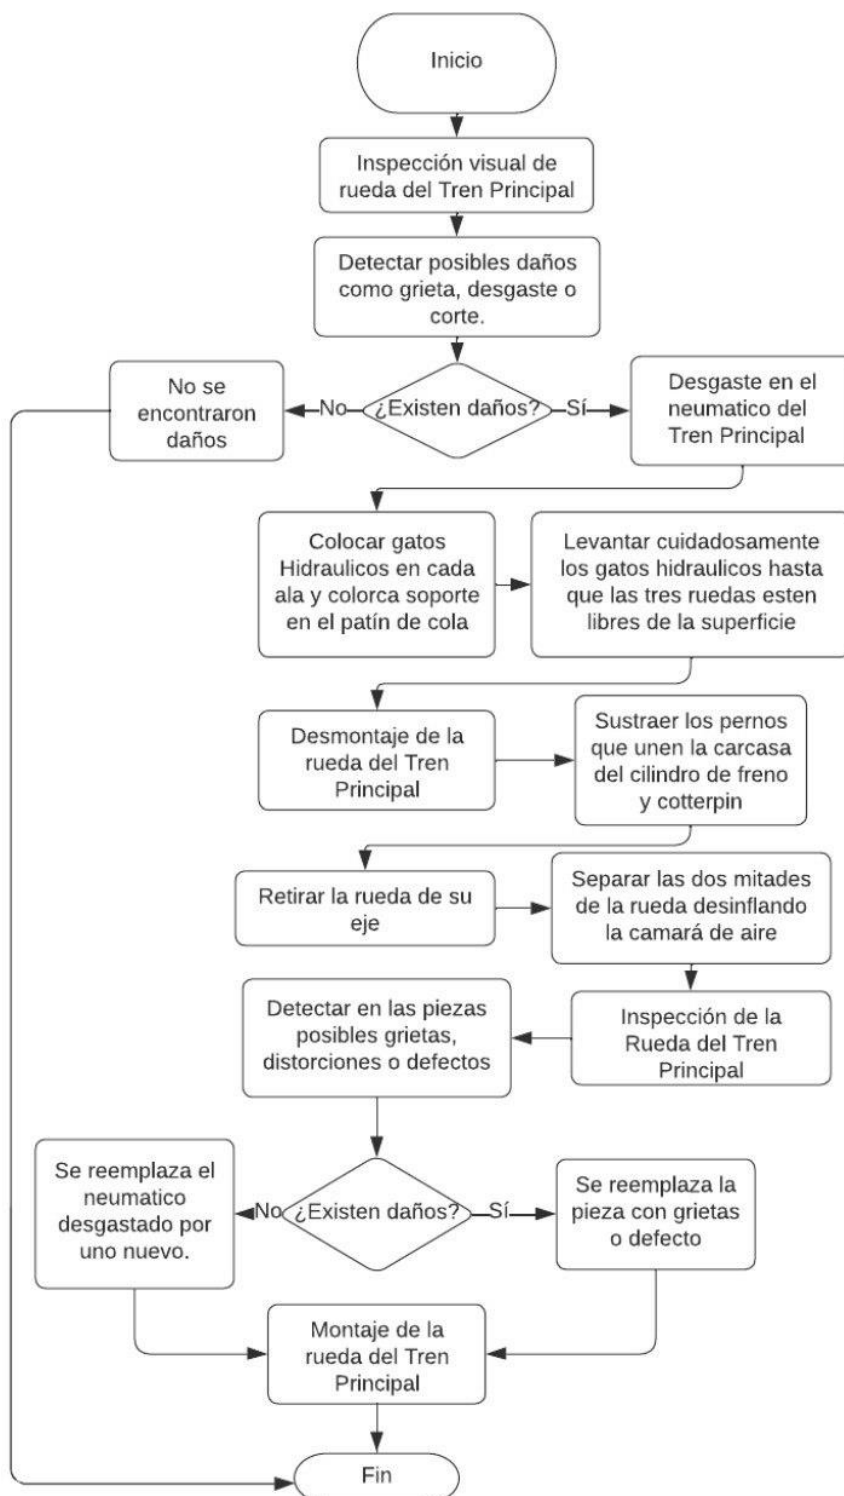 Inicio
Inspección visual de
rueda del Tren Principal
Detectar posibles daños
como grieta, desgaste o
corte.
¿Existen daños?
No
No se
encontraron
daños
Sí
Desgaste en el
neumatico del
Tren Principal
Colocar gatos
Hidraulicos en cada
ala y colorca soporte
en el patín de cola
Levantar cuidadosamente
los gatos hidraulicos hasta
que las tres ruedas esten
libres de la superficie
Desmontaje de la
rueda del Tren
Principal
Sustraer los pernos
que unen la carcasa
del cilindro de freno
y cotterpin
Retirar la rueda de su
eje
Separar las dos mitades
de la rueda desinflando
la camará de aire
Inspección de la
Rueda del Tren
Principal
Detectar en las piezas
posibles grietas,
distorciones o defectos
¿Existen daños?
No
Se reemplaza el
neumatico
desgastado por
uno nuevo.
Sí
Se reemplaza la
pieza con grietas
o defecto
Montaje de la
rueda del Tren
Principal
Fin